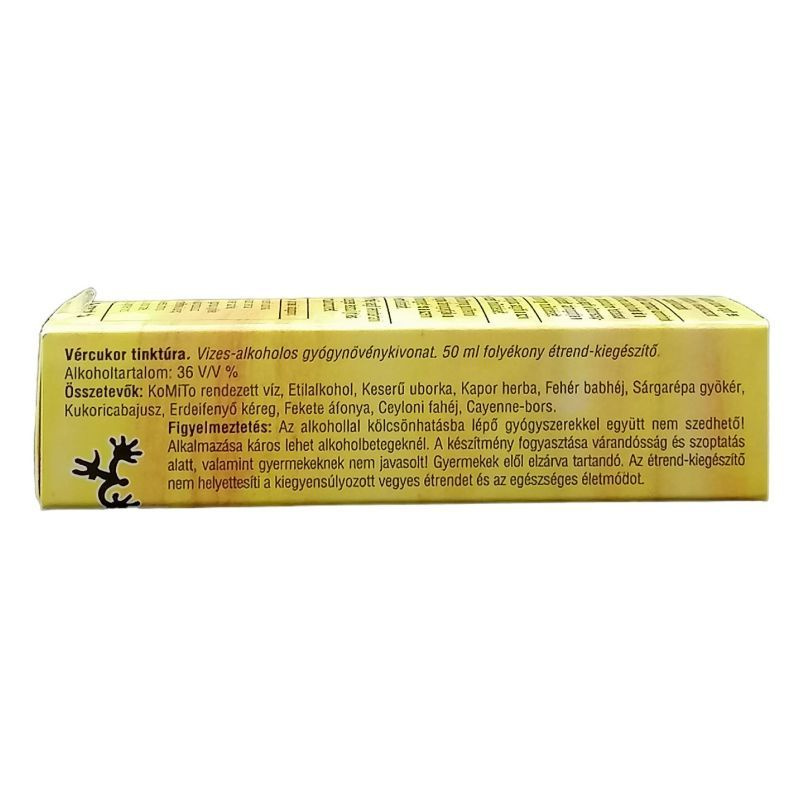 Vércukor tinktúra. Vizes-alkoholos gyógynövénykivonat. 50 ml folyékony étrend-kiegészítő.
Alkoholtartalom: 36 V/V %
Összetevők: KoMiTo rendezett víz, Etilalkohol, Keserű uborka, Kapor herba, Fehér babhéj, Sárgarépa gyökér,
Kukoricabajusz, Erdeifenyő kéreg, Fekete áfonya, Ceyloni fahéj, Cayenne-bors.
Figyelmeztetés: Az alkohollal kölcsönhatásba lépő gyógyszerekkel együtt nem szedhető!
Alkalmazása káros lehet alkoholbetegeknél. A készítmény fogyasztása várandósság és szoptatás
alatt, valamint gyermekeknek nem javasolt! Gyermekek elől elzárva tartandó. Az étrend-kiegészítő
nem helyettesíti a kiegyensúlyozott vegyes étrendet és az egészséges életmódot.